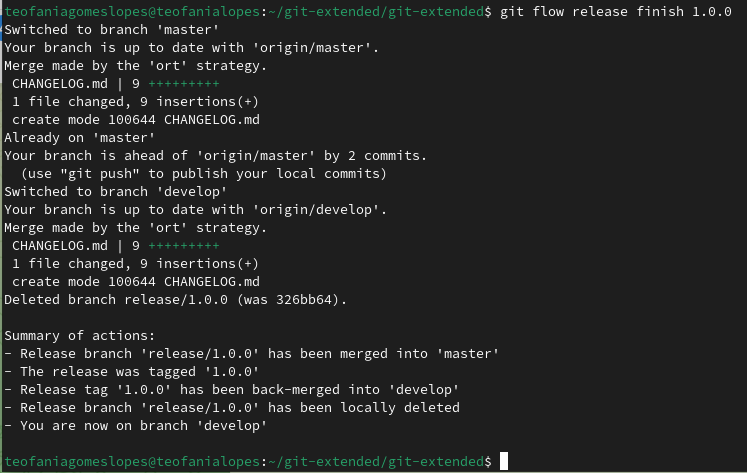 teofaniagomeslopes@teofanialopes:~/git-extended/git-extended$ git flow release finish 1.0.0
Switched to branch 'master'
Your branch is up to date with 'origin/master'.
Merge made by the 'ort' strategy.
 CHANGELOG.md | 9 +++++++++
 1 file changed, 9 insertions(+)
 create mode 100644 CHANGELOG.md
Already on 'master'
Your branch is ahead of 'origin/master' by 2 commits.
  (use "git push" to publish your local commits)
Switched to branch 'develop'
Your branch is up to date with 'origin/develop'.
Merge made by the 'ort' strategy.
 CHANGELOG.md | 9 +++++++++
 1 file changed, 9 insertions(+)
 create mode 100644 CHANGELOG.md
Deleted branch release/1.0.0 (was 326bb64).

Summary of actions:
- Release branch 'release/1.0.0' has been merged into 'master'
- The release was tagged '1.0.0'
- Release tag '1.0.0' has been back-merged into 'develop'
- Release branch 'release/1.0.0' has been locally deleted
- You are now on branch 'develop'

teofaniagomeslopes@teofanialopes:~/git-extended/git-extended$